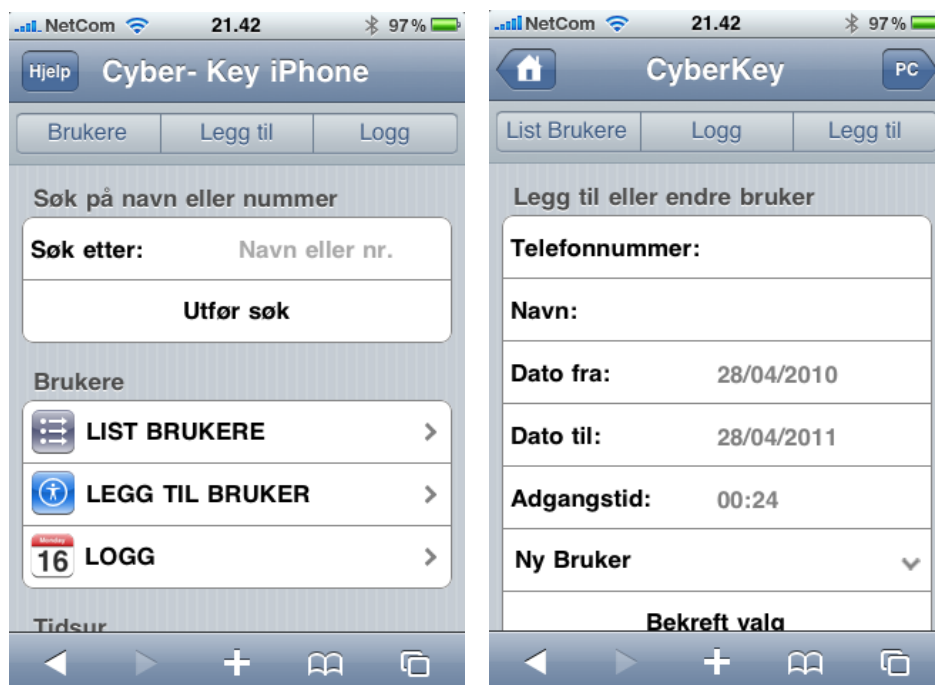 NetCom 21.42 97%
Hjelp Cyber- Key iPhone
Brukere Legg til Logg
Søk på navn eller nummer
Søk etter: Navn eller nr.
Utfør søk
Brukere
LIST BRUKERE
LEGG TIL BRUKER
Monday
16 LOGG
Tidsur
NetCom 21.42 97%
CyberKey PC
List Brukere Logg Legg til
Legg til eller endre bruker
Telefonnummer:
Navn:
Dato fra: 28/04/2010
Dato til: 28/04/2011
Adgangstid: 00:24
Ny Bruker
Bekreft valg